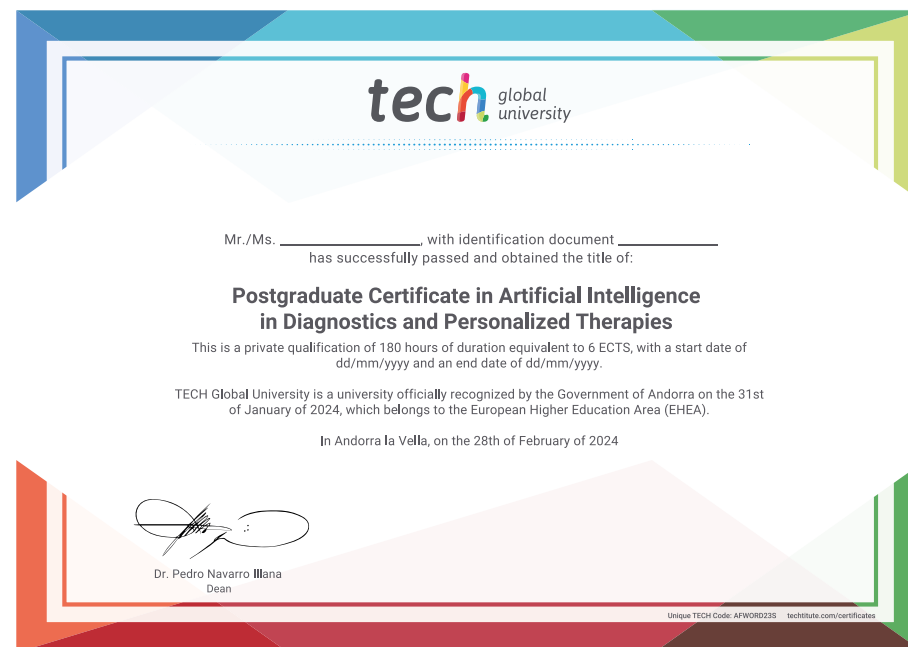 tech global
university
Mr./Ms. ____________, with identification document ____________
has successfully passed and obtained the title of:
Postgraduate Certificate in Artificial Intelligence
in Diagnostics and Personalized Therapies
This is a private qualification of 180 hours of duration equivalent to 6 ECTS, with a start date of
dd/mm/yyyy and an end date of dd/mm/yyyy.
TECH Global University is a university officially recognized by the Government of Andorra on the 31st
of January of 2024, which belongs to the European Higher Education Area (EHEA).
In Andorra la Vella, on the 28th of February of 2024
Dr. Pedro Navarro Illana
Dean
Unique TECH Code: AFWORD23S techtitute.com/certificates